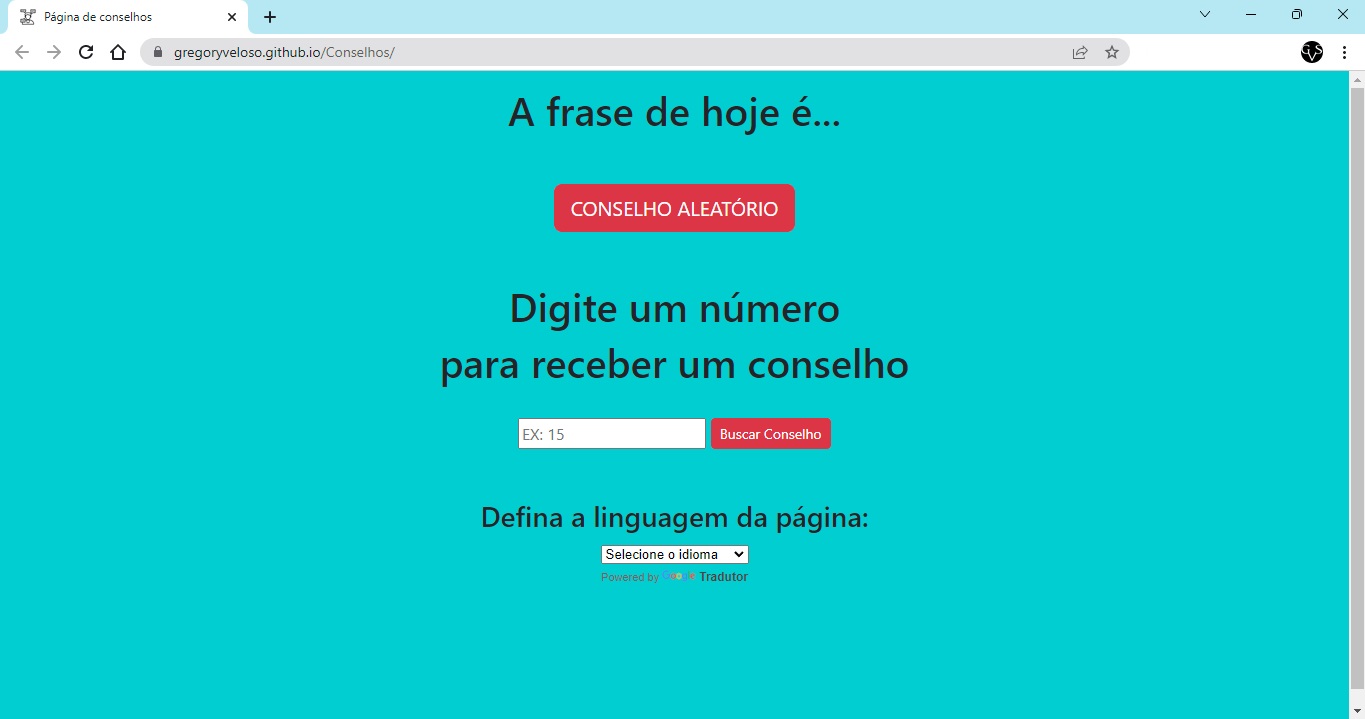 Página de conselhos
gregoryveloso.github.io/Conselhos/
GVS
A frase de hoje é...
CONSELHO ALEATÓRIO
Digite um número
para receber um conselho
EX: 15
Buscar Conselho
Defina a linguagem da página:
Selecione o idioma
Powered by Google Tradutor